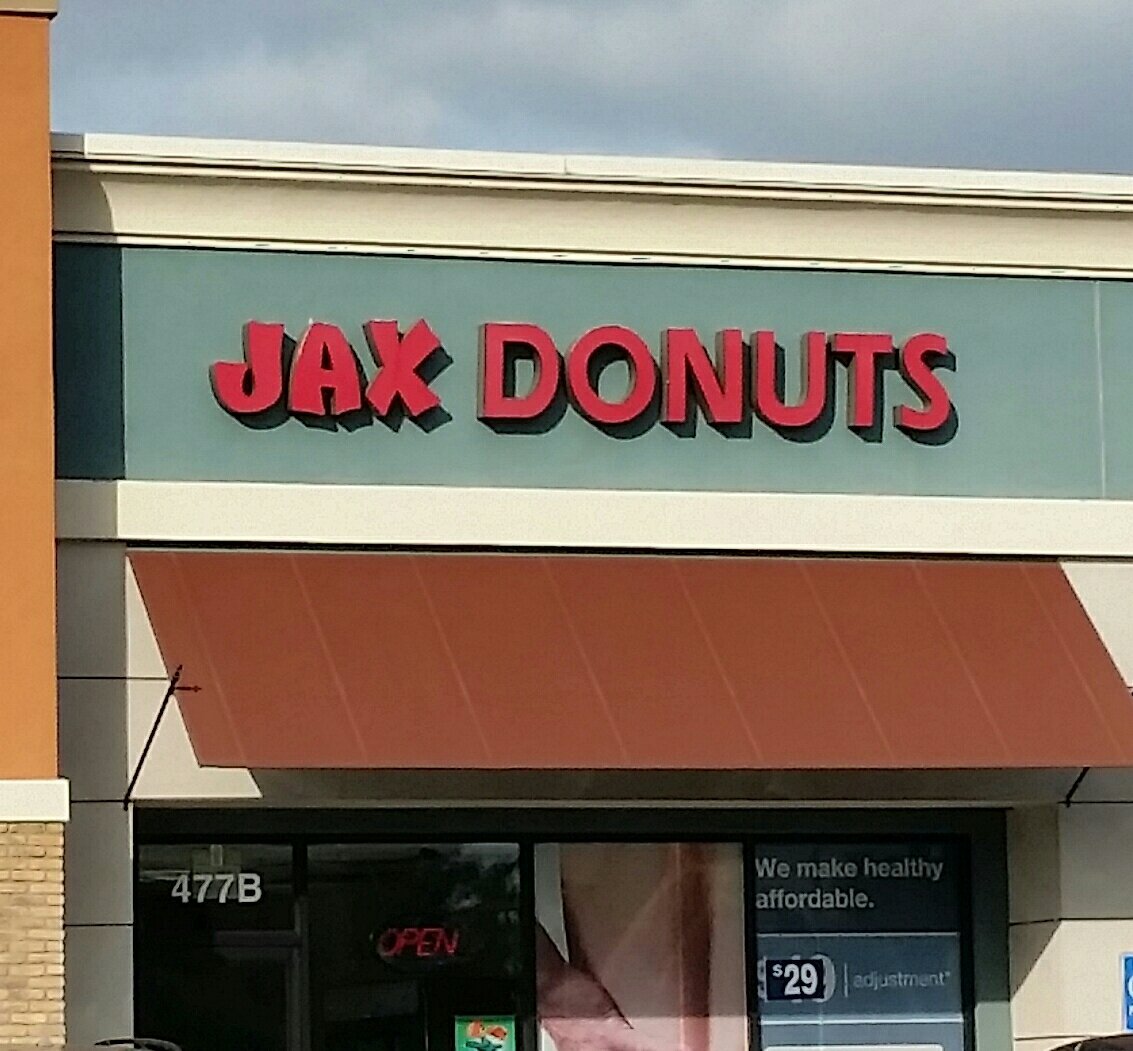 JAX DONUTS
477B
OPEN
We make healthy
affordable.
$29 adjustment*